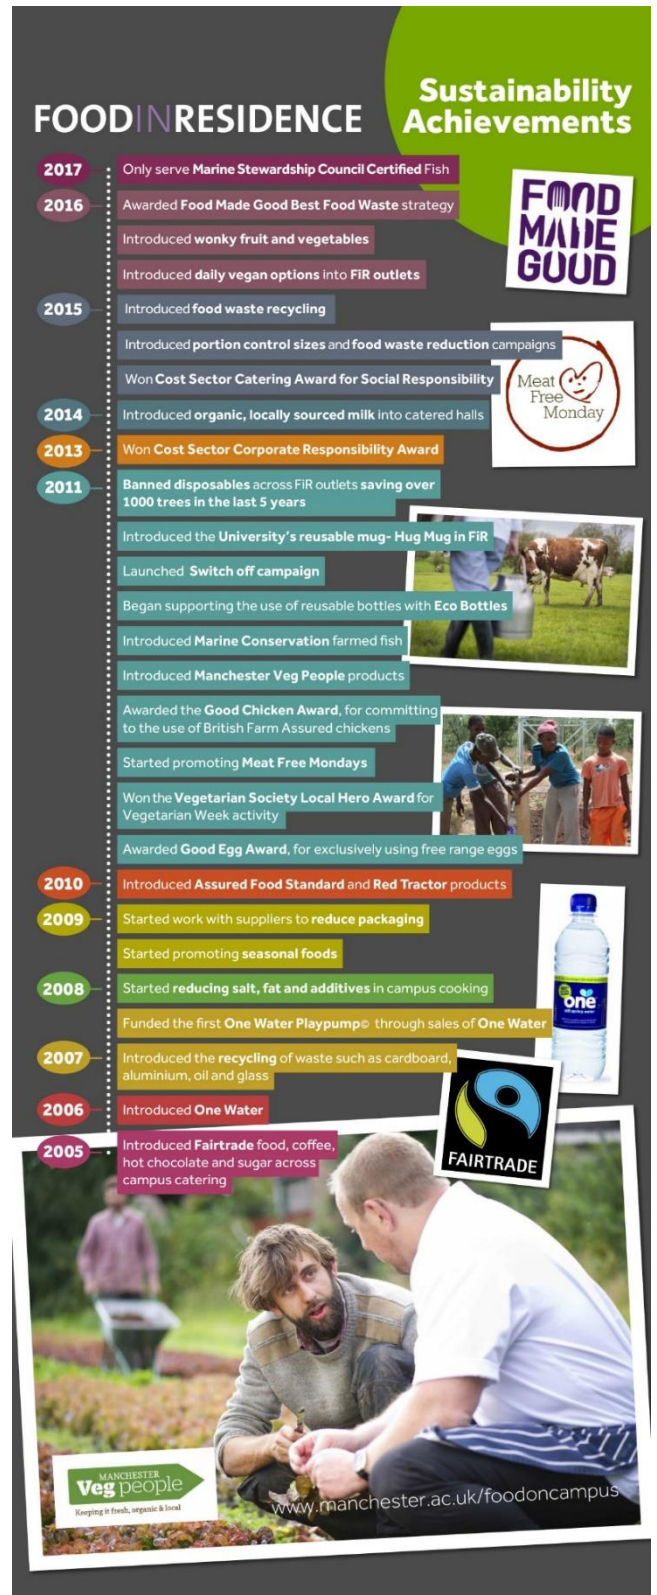 Sustainability
Achievements
FOODINRESIDENCE
2017
Only serve Marine Stewardship Council Certified Fish
2016
Awarded Food Made Good Best Food Waste strategy
Introduced wonky fruit and vegetables
Introduced daily vegan options into FiR outlets
FOOD
MADE
GOOD
2015
Introduced food waste recycling
Introduced portion control sizes and food waste reduction campaigns
Won Cost Sector Catering Award for Social Responsibility
Meat
Free
Monday
2014
Introduced organic, locally sourced milk into catered halls
2013
Won Cost Sector Corporate Responsibility Award
2011
Banned disposables across FiR outlets saving over
1000 trees in the last 5 years
Introduced the University's reusable mug- Hug Mug in FiR
Launched Switch off campaign
Began supporting the use of reusable bottles with Eco Bottles
Introduced Marine Conservation farmed fish
Introduced Manchester Veg People products
Awarded the Good Chicken Award, for committing
to the use of British Farm Assured chickens
Started promoting Meat Free Mondays
Won the Vegetarian Society Local Hero Award for
Vegetarian Week activity
Awarded Good Egg Award, for exclusively using free range eggs
2010
Introduced Assured Food Standard and Red Tractor products
2009
Started work with suppliers to reduce packaging
Started promoting seasonal foods
2008
Started reducing salt, fat and additives in campus cooking
Funded the first One Water Playpump© through sales of One Water
one
2007
Introduced the recycling of waste such as cardboard,
aluminium, oil and glass
2006
Introduced One Water
2005
Introduced Fairtrade food, coffee,
hot chocolate and sugar across
campus catering
FAIRTRADE
MANCHESTER
Veg people
Keeping it fresh, organic & local
www.manchester.ac.uk/foodoncampus